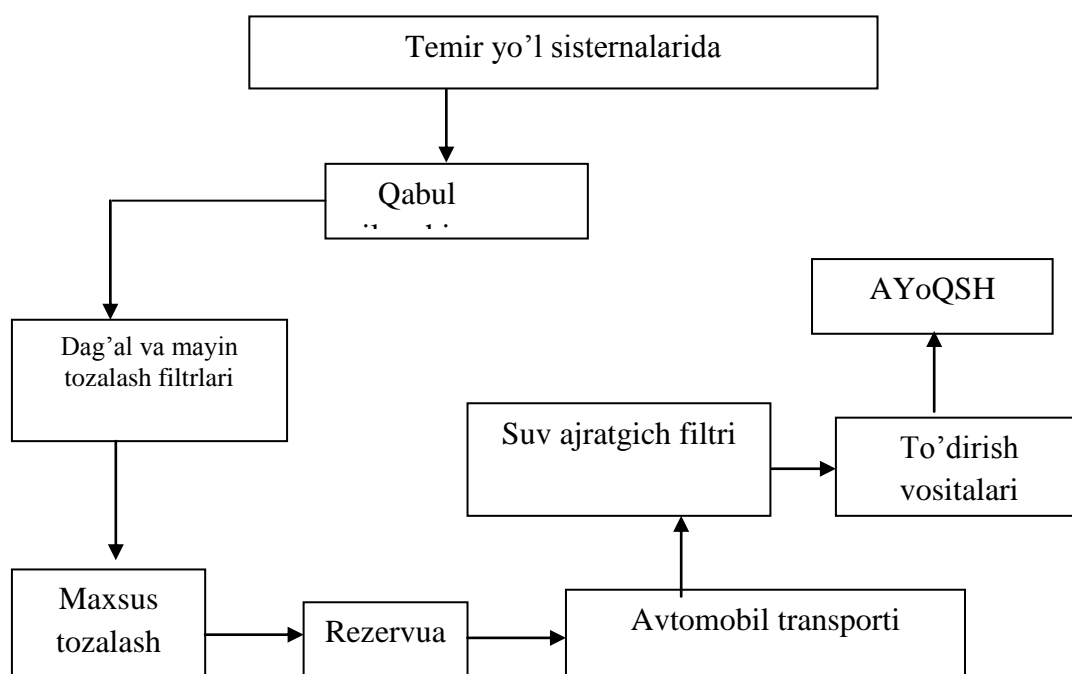 Temir yo’l sisternalarida
Qabul
AYoQSH
Dag’al va mayin
tozalash filtrlari
Suv ajratgich filtri
To’dirish
vositalari
Maxsus
tozalash
Rezervua
Avtomobil transporti